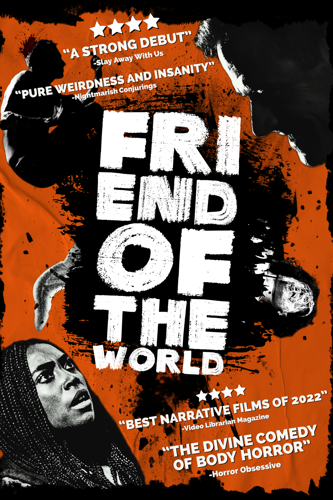 “A STRONG DEBUT”
-Slay Away With Us
“PURE WEIRDNESS AND INSANITY”
-Nightmarish Conjurings
FRI
END
OF
THE
WORLD
“BEST NARRATIVE FILMS OF 2022”
-Video Librarian Magazine
“THE DIVINE COMEDY
OF BODY HORROR”
-Horror Obsessive